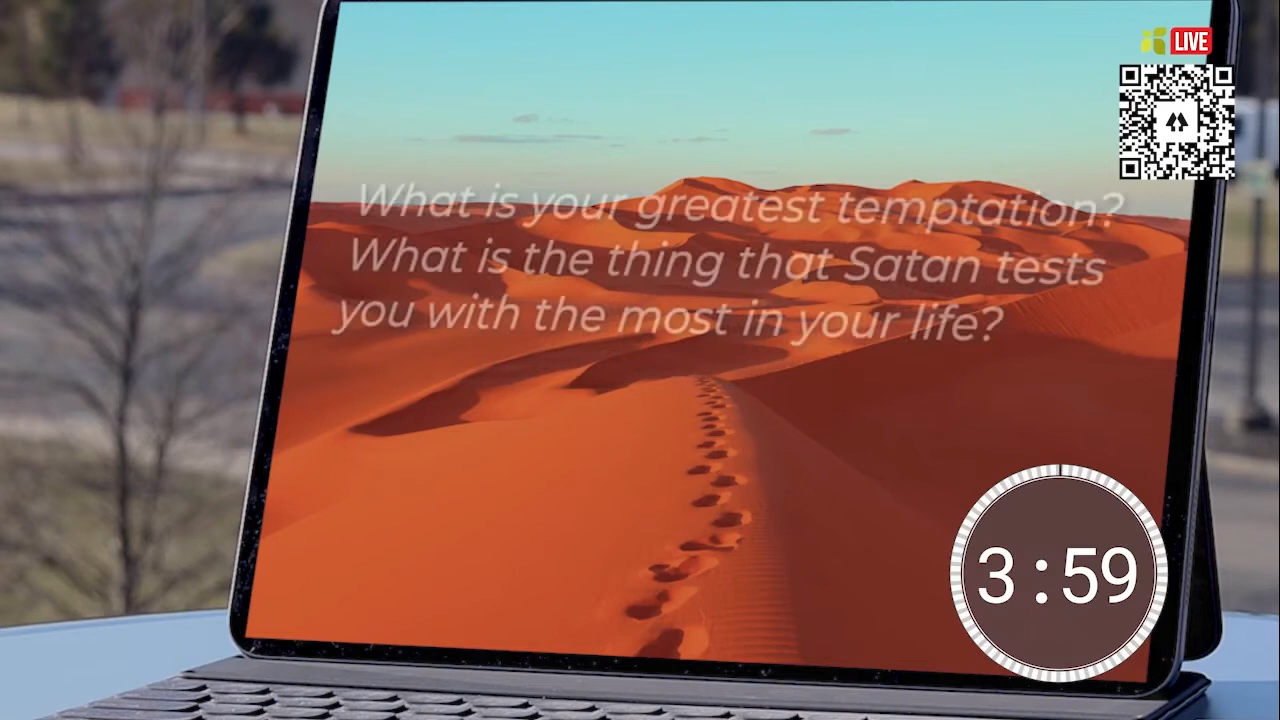 LIVE
What is your greatest temptation?
What is the thing that Satan tests
you with the most in your life?
3:59